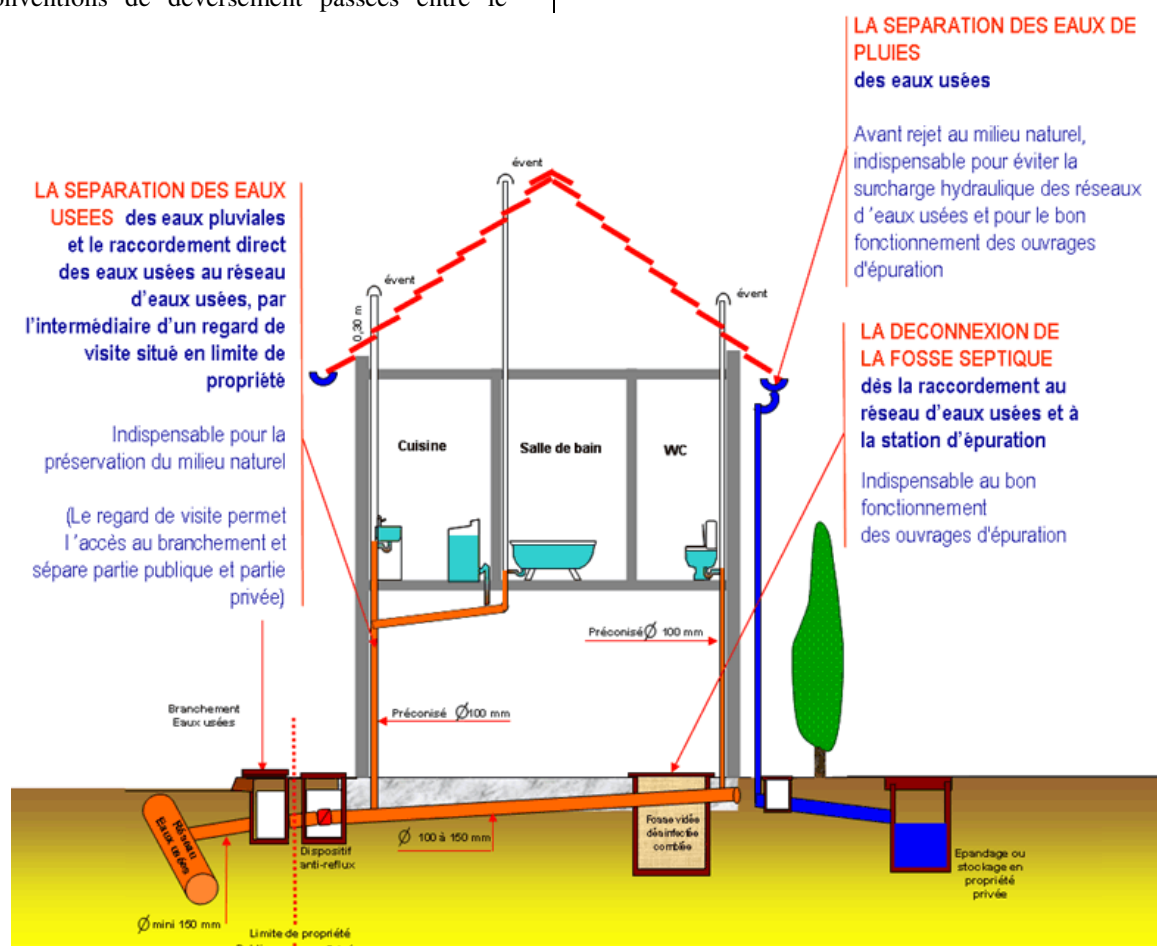 conventions de déversement passées entre le
LA SEPARATION DES EAUX DE
PLUIES
des eaux usées
Avant rejet au milieu naturel,
indispensable pour éviter la
surcharge hydraulique des réseaux
d 'eaux usées et pour le bon
fonctionnement des ouvrages
d'épuration
LA SEPARATION DES EAUX
USEES des eaux pluviales
et le raccordement direct
des eaux usées au réseau
d'eaux usées, par
l'intermédiaire d'un regard de
visite situé en limite de
propriété
Indispensable pour la
préservation du milieu naturel
(Le regard de visite permet
l 'accès au branchement et
sépare partie publique et partie
privée)
évent
évent
évent
0,30 m
LA DECONNEXION DE
LA FOSSE SEPTIQUE
dès la raccordement au
réseau d'eaux usées et à
la station d'épuration
Indispensable au bon
fonctionnement
des ouvrages d'épuration
Cuisine
Salle de bain
WC
Préconisé Ø 100 mm
Préconisé Ø100 mm
Branchement
Eaux usées
Réseau
Eaux usées
Dispositif
anti-reflux
Ø 100 à 150 mm
Fosse vidée
désinfectée
comblée
Epandage ou
stockage en
propriété
privée
Ø mini 150 mm
Limite de propriété